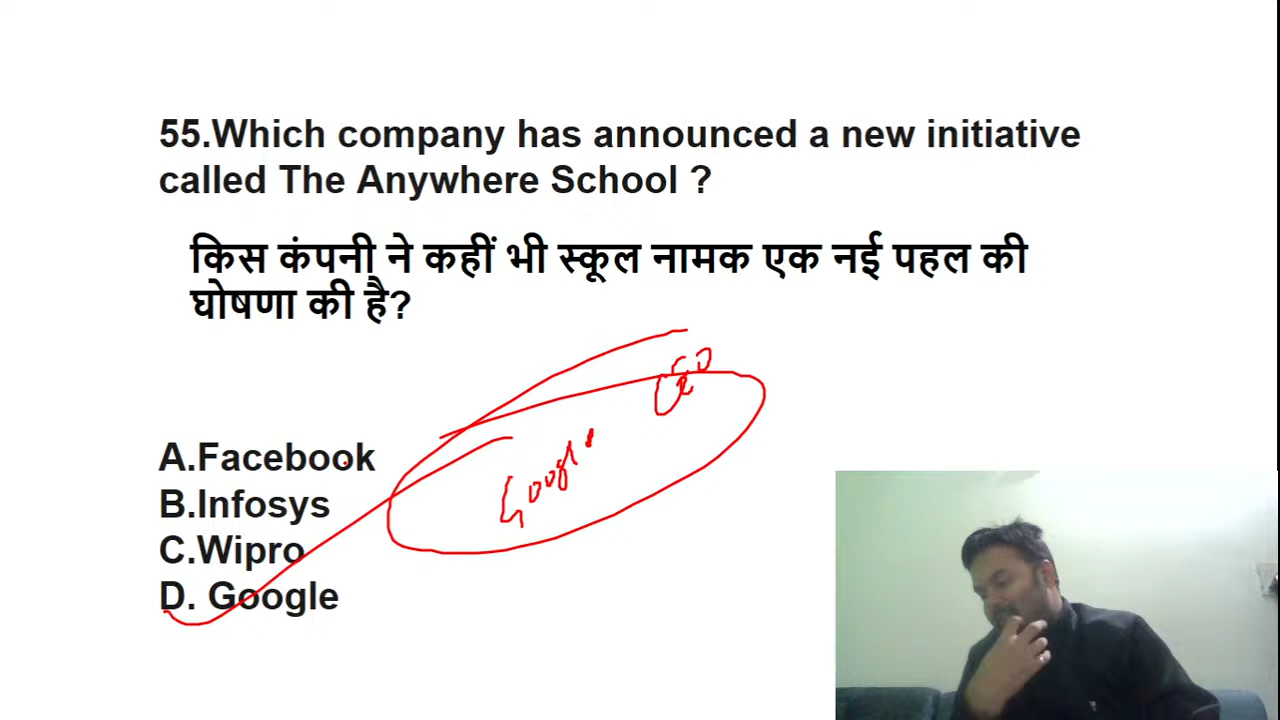 55.Which company has announced a new initiative
called The Anywhere School ?
किस कंपनी ने कहीं भी स्कूल नामक एक नई पहल की
घोषणा की है?
CEO
Google
A.Facebook
B.Infosys
C.Wipro
D. Google